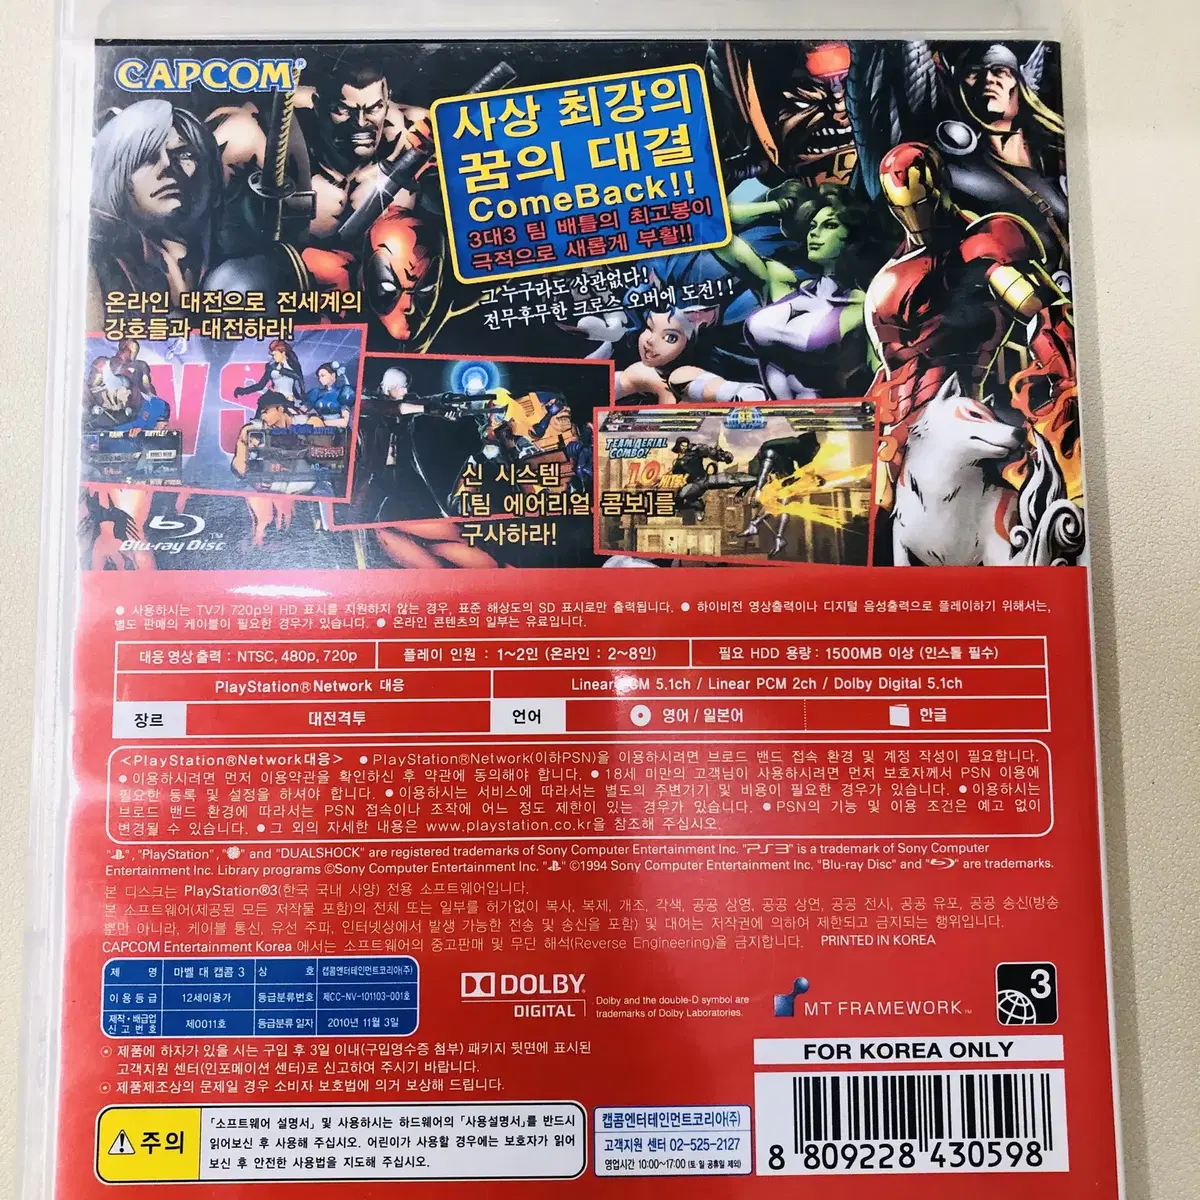 CAPCOM®
사상 최강의
꿈의 대결
ComeBack!!
3대3 팀 배틀의 최고봉이
극적으로 새롭게 부활!!
그 누구라도 상관없다!
전무후무한 크로스 오버에 도전!!
온라인 대전으로 전세계의
강호들과 대전하라!
VS
TEAM AERIAL
COMBO!
10 HITS
신 시스템
[팀 에어리얼 콤보]를
구사하라!
Blu-ray Disc™
● 사용하시는 TV가 720p의 HD 표시를 지원하지 않는 경우, 표준 해상도의 SD 표시로만 출력됩니다. ● 하이비전 영상출력이나 디지털 음성출력으로 플레이하기 위해서는,
별도 판매의 케이블이 필요한 경우가 있습니다. ● 온라인 콘텐츠의 일부는 유료입니다.
대응 영상 출력 : NTSC, 480p, 720p
플레이 인원 : 1~2인 (온라인 : 2~8인)
필요 HDD 용량 : 1500MB 이상 (인스톨 필수)
PlayStation®Network 대응
Linear PCM 5.1ch / Linear PCM 2ch / Dolby Digital 5.1ch
장르
대전격투
언어
영어 / 일본어
한글
<PlayStation®Network대응> ● PlayStation®Network(이하PSN)을 이용하시려면 브로드 밴드 접속 환경 및 계정 작성이 필요합니다.
● 이용하시려면 먼저 이용약관을 확인하신 후 약관에 동의해야 합니다. ● 18세 미만의 고객님이 사용하시려면 먼저 보호자께서 PSN 이용에
필요한 등록 및 설정을 하셔야 합니다. ● 이용하시는 서비스에 따라서는 별도의 주변기기 및 비용이 필요한 경우가 있습니다. ● 이용하시는
브로드 밴드 환경에 따라서는 PSN 접속이나 조작에 어느 정도 제한이 있는 경우가 있습니다. ● PSN의 기능 및 이용 조건은 예고 없이
변경될 수 있습니다. ● 그 외의 자세한 내용은 www.playstation.co.kr을 참조해 주십시오.
" ", "PlayStation", " " and "DUALSHOCK" are registered trademarks of Sony Computer Entertainment Inc. "PS3" is a trademark of Sony Computer
Entertainment Inc. Library programs ©Sony Computer Entertainment Inc. " " ©1994 Sony Computer Entertainment Inc. "Blu-ray Disc" and " " are trademarks.
본 디스크는 PlayStation®3(한국 국내 사양) 전용 소프트웨어입니다.
본 소프트웨어(제공된 모든 저작물 포함)의 전체 또는 일부를 허가없이 복사, 복제, 개조, 각색, 공공 상영, 공공 상연, 공공 전시, 공공 유포, 공공 송신(방송
뿐만 아니라, 케이블 통신, 유선 주파, 인터넷상에서 발생 가능한 전송 및 송신을 포함) 및 대여는 저작권에 의하여 제한되고 금지되는 행위입니다.
CAPCOM Entertainment Korea 에서는 소프트웨어의 중고판매 및 무단 해석(Reverse Engineering)을 금지합니다. PRINTED IN KOREA
제 명 마벨 대 캡콤 3 상 호 캡콤엔터테인먼트코리아(주)
이용등급 12세이용가 등급분류번호 제CC-NV-101103-001호
제작·배급업 신고번호 제0011호 등급분류 일자 2010년 11월 3일
DOLBY
DIGITAL
Dolby and the double-D symbol are
trademarks of Dolby Laboratories.
MT FRAMEWORK™
3
⊙ 제품에 하자가 있을 시는 구입 후 3일 이내(구입영수증 첨부) 패키지 뒷면에 표시된
고객지원 센터(인포메이션 센터)로 신고하여 주시기 바랍니다.
⊙ 제품제조상의 문제일 경우 소비자 보호법에 의거 보상해 드립니다.
FOR KOREA ONLY
주의
「소프트웨어 설명서」 및 사용하시는 하드웨어의 「사용설명서」를 반드시
읽어보신 후 사용해 주십시오. 어린이가 사용할 경우에는 보호자가 읽어
보신 후 안전한 사용법을 지도해 주십시오.
캡콤엔터테인먼트코리아(주)
고객지원 센터 02-525-2127
영업시간 10:00~17:00 (토·일 공휴일 제외)
8 809228 430598